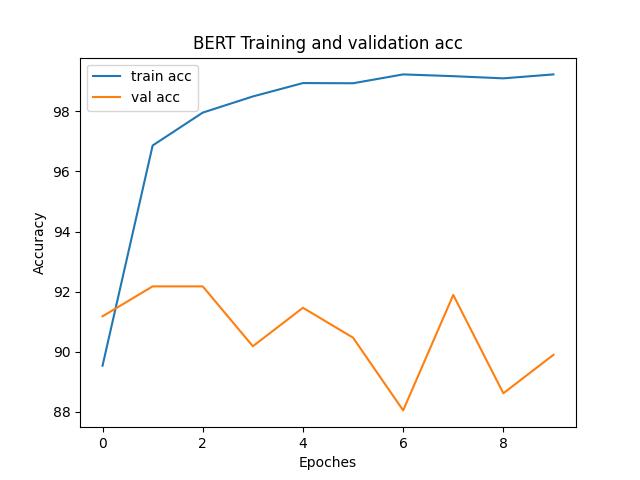 BERT Training and validation acc
train acc
val acc
98
96
94
92
90
88
Accuracy
0 2 4 6 8
Epoches